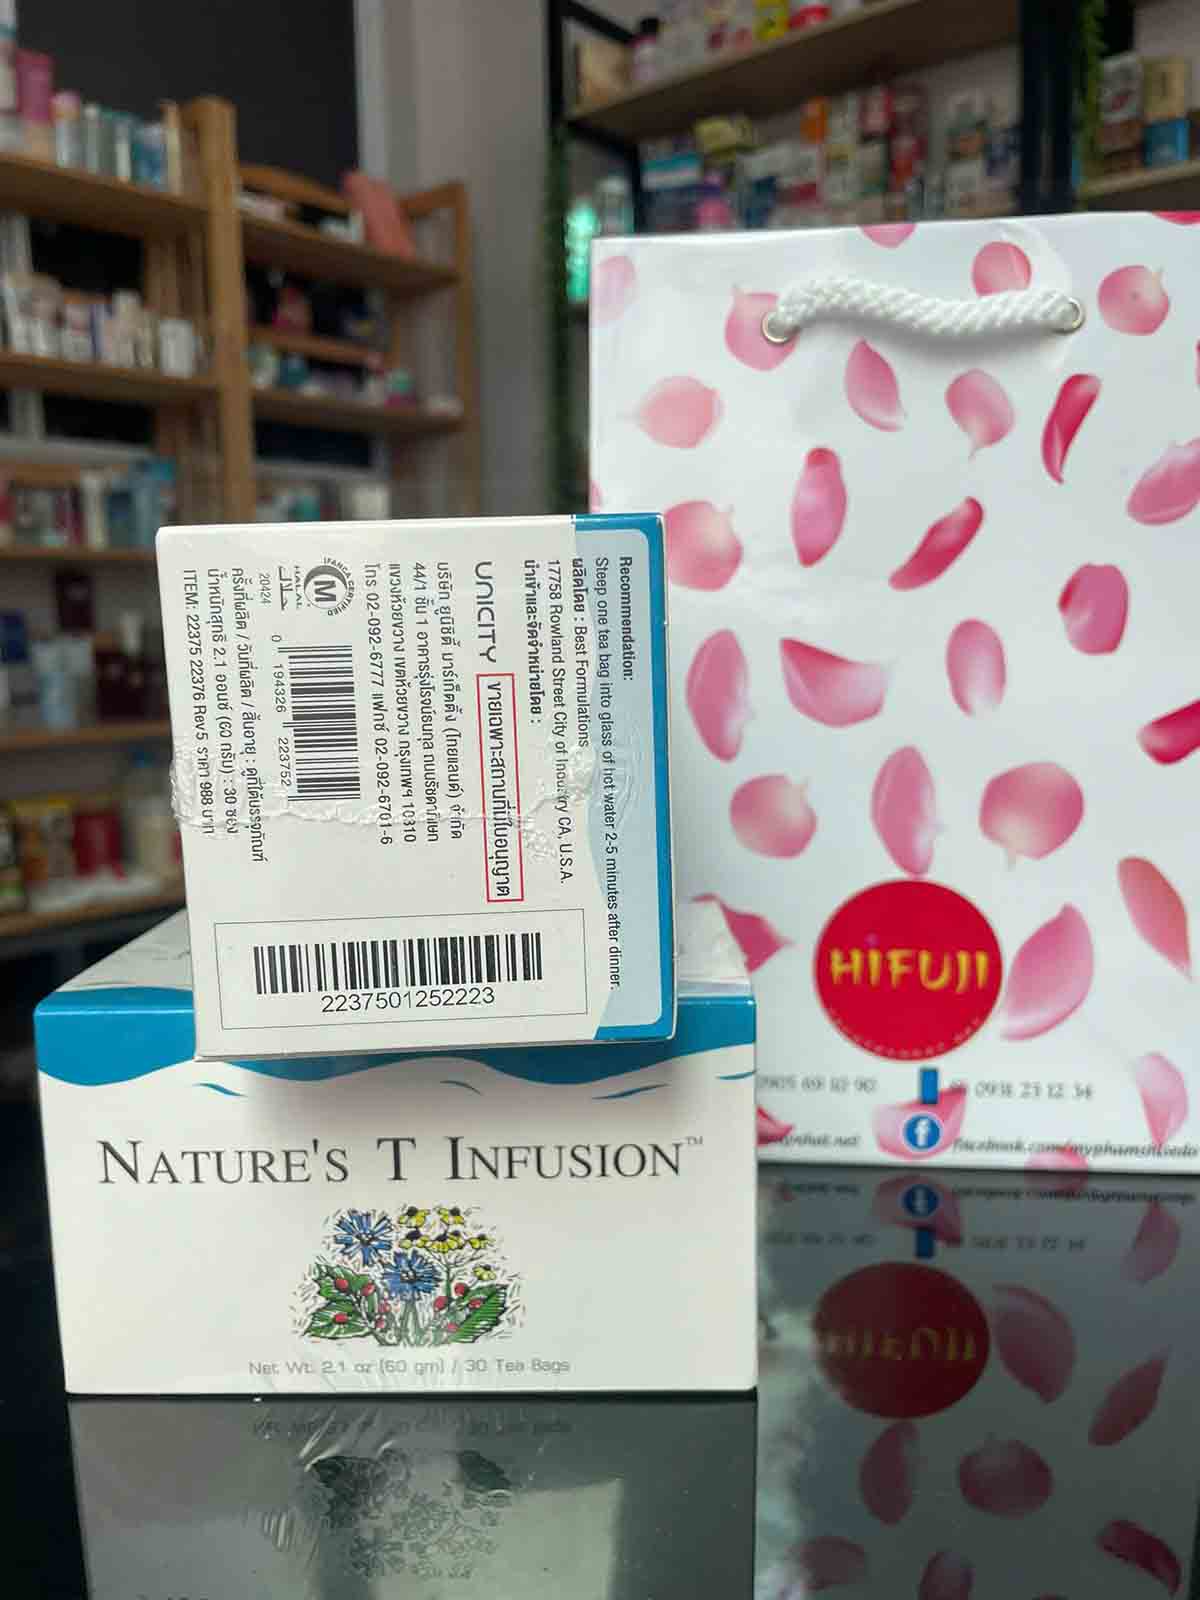 Recommendation:
Steep one tea bag into glass of hot water 2-5 minutes after dinner.
ผลิตโดย : Best Formulations
17758 Rowland Street City of Industry CA, U.S.A.
นำเข้าและจัดจำหน่ายโดย :
UNICITY ขายเฉพาะสถานที่มีใบอนุญาต
บริษัท ยูนิซิตี้ มาร์เก็ตติ้ง (ไทยแลนด์) จำกัด
44/1 ชั้น 1 อาคารรุ่งโรจน์ธนกุล ถนนรัชดาภิเษก
แขวงห้วยขวาง เขตห้วยขวาง กรุงเทพฯ 10310
โทร 02-092-6777 แฟกซ์ 02-092-6701-6
IFANCA CERTIFIED
M
HALAL
حلال
0 194326 223752
20424
ครั้งที่ผลิต / วันที่ผลิต / สิ้นอายุ : ดูที่ใต้บรรจุภัณฑ์
น้ำหนักสุทธิ 2.1 ออนซ์ (60 กรัม) : 30 ซอง
ITEM: 22375 22376 Rev5 ราคา 988 บาท
2237501252223
NATURE'S T INFUSION™
Net Wt. 2.1 oz (60 gm) / 30 Tea Bags
HiFUJI
0905 69 10 90
0931 23 12 34
f